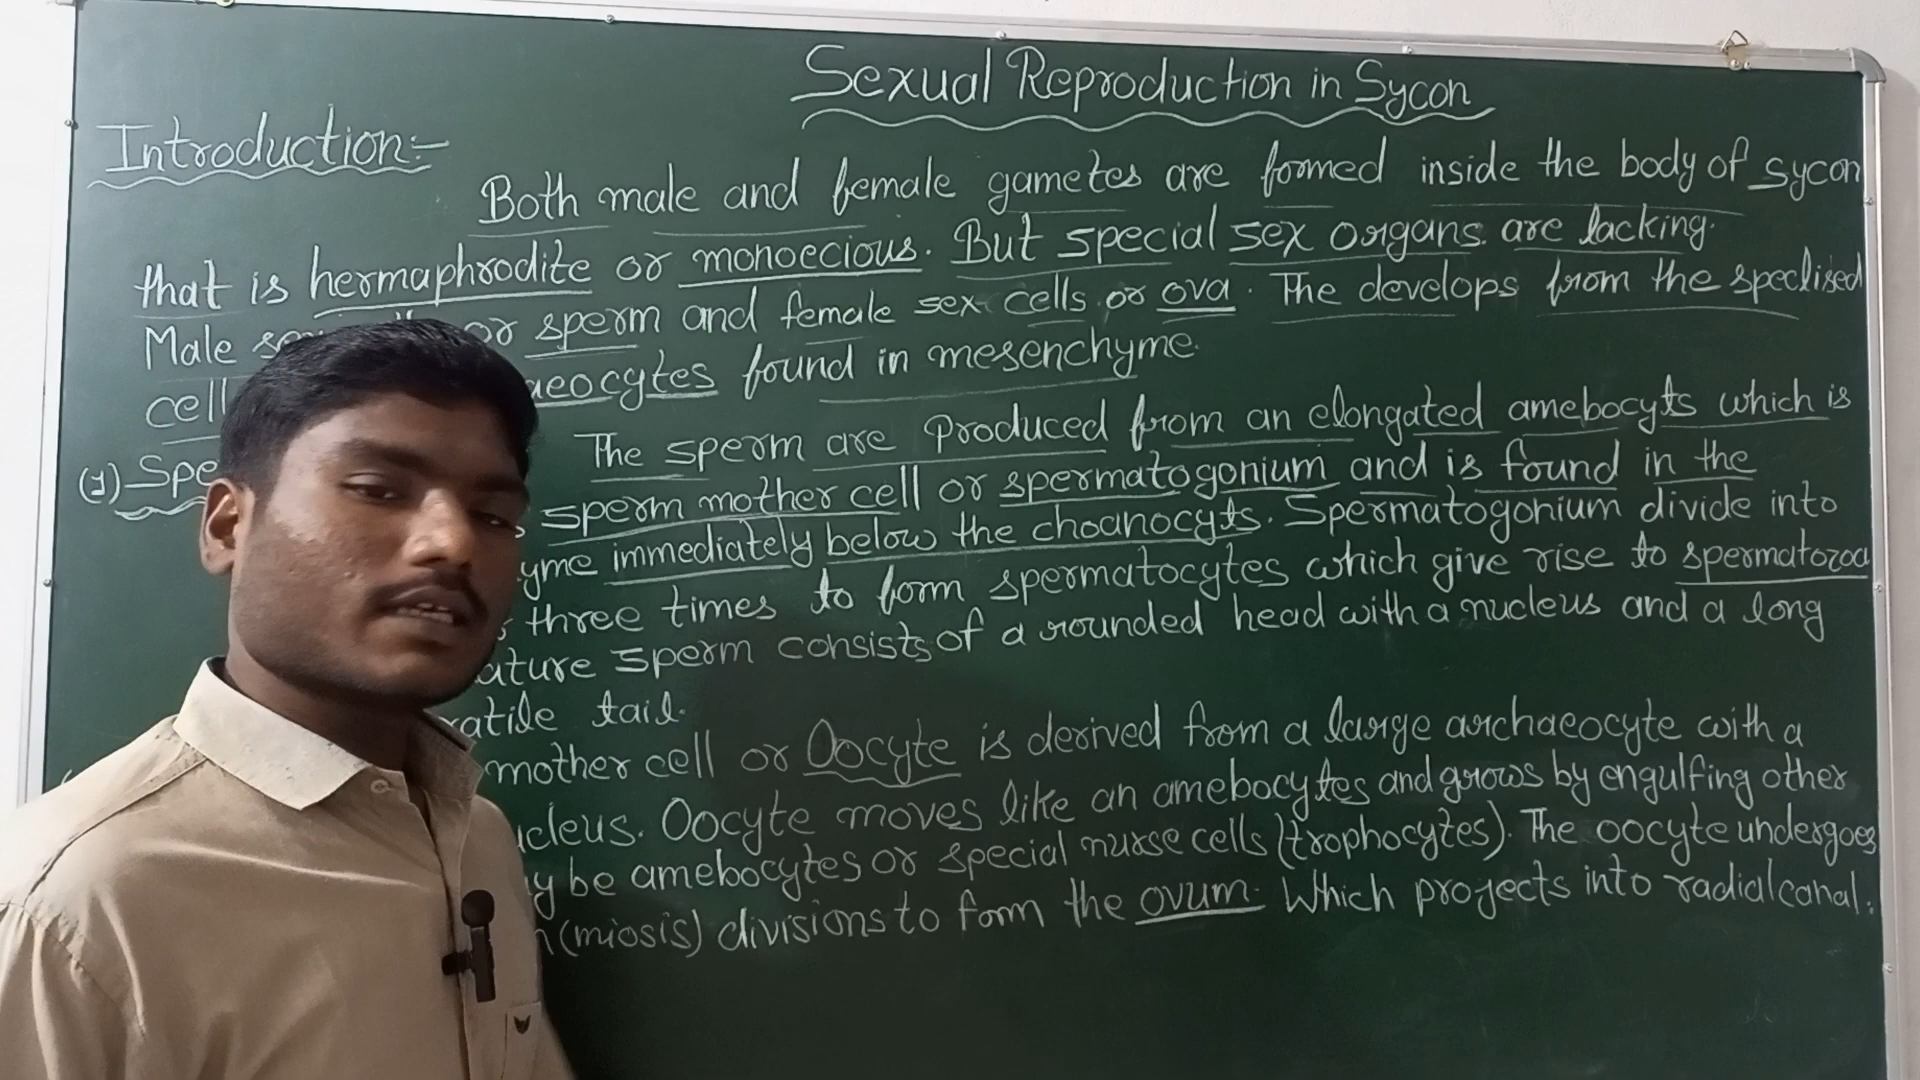 Sexual Reproduction in Sycon
Introduction:-
Both male and female gametes are formed inside the body of sycon
that is hermaphrodite or monoecious. But special sex organs are lacking.
Male or sperm and female sex cells or ova. The develops from the speclised
cell aeocytes found in mesenchyme.
The sperm are produced from an elongated amebocyts which is
(1) Spe sperm mother cell or spermatogonium and is found in the
yme immediately below the choanocyts. Spermatogonium divide into
three times to form spermatocytes which give rise to spermatozoa
ature sperm consists of a rounded head with a nucleus and a long
ratile tail.
mother cell or Oocyte is derived from a large archaeocyte with a
ucleus. Oocyte moves like an amebocytes and grows by engulfing other
y be amebocytes or special nurse cells (trophocytes). The oocyte undergoes
n (miosis) divisions to form the ovum. Which projects into radial canal.